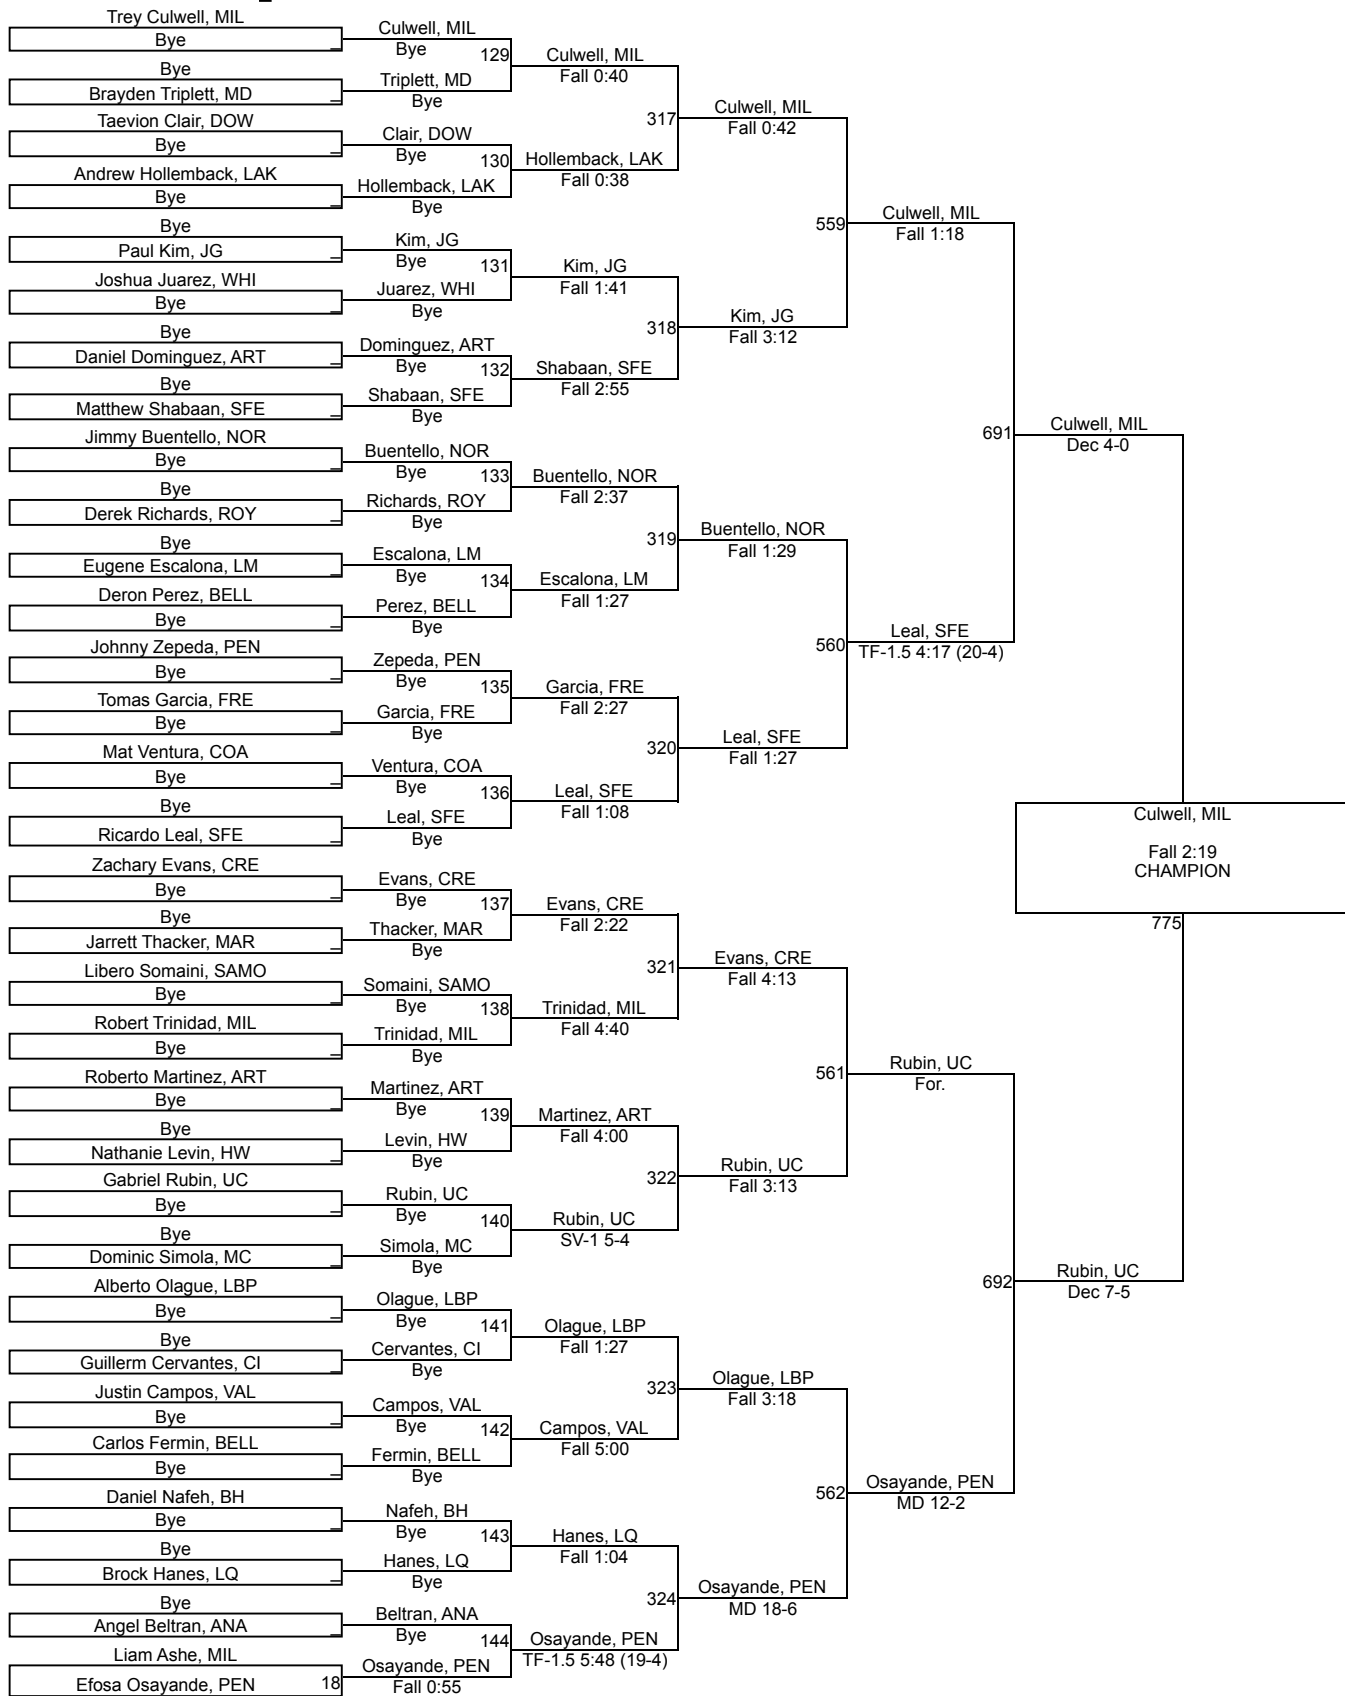 Trey Culwell, MIL
Bye
Bye
Brayden Triplett, MD
Taevion Clair, DOW
Bye
Andrew Hollemback, LAK
Bye
Bye
Paul Kim, JG
Joshua Juarez, WHI
Bye
Bye
Daniel Dominguez, ART
Bye
Matthew Shabaan, SFE
Jimmy Buentello, NOR
Bye
Bye
Derek Richards, ROY
Bye
Eugene Escalona, LM
Deron Perez, BELL
Bye
Johnny Zepeda, PEN
Bye
Tomas Garcia, FRE
Bye
Mat Ventura, COA
Bye
Bye
Ricardo Leal, SFE
Zachary Evans, CRE
Bye
Bye
Jarrett Thacker, MAR
Libero Somaini, SAMO
Bye
Robert Trinidad, MIL
Bye
Roberto Martinez, ART
Bye
Bye
Nathanie Levin, HW
Gabriel Rubin, UC
Bye
Bye
Dominic Simola, MC
Alberto Olague, LBP
Bye
Bye
Guillerm Cervantes, CI
Justin Campos, VAL
Bye
Carlos Fermin, BELL
Bye
Daniel Nafeh, BH
Bye
Bye
Brock Hanes, LQ
Bye
Angel Beltran, ANA
Liam Ashe, MIL
Efosa Osayande, PEN 18
Culwell, MIL
Bye 129
Triplett, MD
Bye
Clair, DOW
Bye 130
Hollemback, LAK
Bye
Kim, JG
Bye 131
Juarez, WHI
Bye
Dominguez, ART
Bye 132
Shabaan, SFE
Bye
Buentello, NOR
Bye 133
Richards, ROY
Bye
Escalona, LM
Bye 134
Perez, BELL
Bye
Zepeda, PEN
Bye 135
Garcia, FRE
Bye
Ventura, COA
Bye 136
Leal, SFE
Bye
Evans, CRE
Bye 137
Thacker, MAR
Bye
Somaini, SAMO
Bye 138
Trinidad, MIL
Bye
Martinez, ART
Bye 139
Levin, HW
Bye
Rubin, UC
Bye 140
Simola, MC
Bye
Olague, LBP
Bye 141
Cervantes, CI
Bye
Campos, VAL
Bye 142
Fermin, BELL
Bye
Nafeh, BH
Bye 143
Hanes, LQ
Bye
Beltran, ANA
Bye 144
Osayande, PEN
Fall 0:55
Culwell, MIL
Fall 0:40
317
Hollemback, LAK
Fall 0:38
Kim, JG
Fall 1:41
318
Shabaan, SFE
Fall 2:55
Buentello, NOR
Fall 2:37
319
Escalona, LM
Fall 1:27
Garcia, FRE
Fall 2:27
320
Leal, SFE
Fall 1:08
Evans, CRE
Fall 2:22
321
Trinidad, MIL
Fall 4:40
Martinez, ART
Fall 4:00
322
Rubin, UC
SV-1 5-4
Olague, LBP
Fall 1:27
323
Campos, VAL
Fall 5:00
Hanes, LQ
Fall 1:04
324
Osayande, PEN
TF-1.5 5:48 (19-4)
Culwell, MIL
Fall 0:42
559
Kim, JG
Fall 3:12
Buentello, NOR
Fall 1:29
560
Leal, SFE
Fall 1:27
Evans, CRE
Fall 4:13
561
Rubin, UC
Fall 3:13
Olague, LBP
Fall 3:18
562
Osayande, PEN
MD 18-6
Culwell, MIL
Fall 1:18
691
Leal, SFE
TF-1.5 4:17 (20-4)
Rubin, UC
For.
692
Osayande, PEN
MD 12-2
Culwell, MIL
Dec 4-0
Rubin, UC
Dec 7-5
Culwell, MIL
Fall 2:19
CHAMPION
775